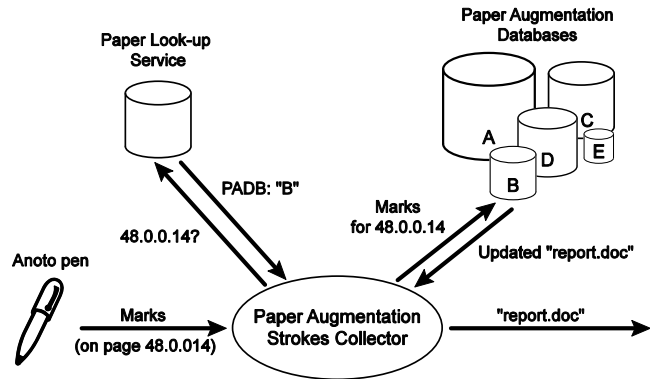 Paper Look-up
Service
Paper Augmentation
Databases
A
C
D
E
B
PADB: "B"
48.0.0.14?
Marks
for 48.0.0.14
Updated "report.doc"
Anoto pen
Marks
(on page 48.0.014)
Paper Augmentation
Strokes Collector
"report.doc"